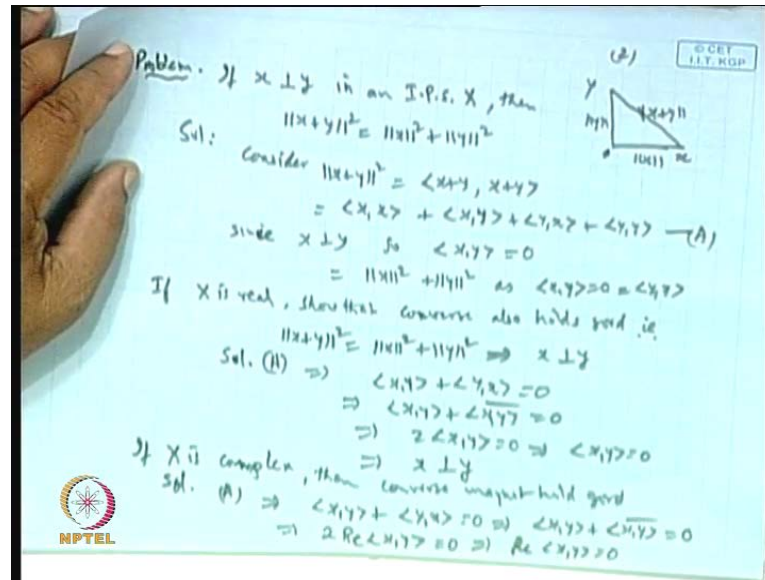 (2)
© CET
I.I.T. KGP
Problem. If x ⊥ y in an I.P.S. X, then
||x+y||² = ||x||² + ||y||²
y
||y||
||x+y||
||x|| x
Sol: Consider ||x+y||² = <x+y, x+y>
= <x,x> + <x,y> + <y,x> + <y,y> —(A)
Since x ⊥ y so <x,y> = 0
= ||x||² + ||y||² as <x,y>=0=<y,x>
If X is real, show that converse also holds good ie
||x+y||² = ||x||² + ||y||² ⇒ x ⊥ y
Sol. (A) ⇒ <x,y> + <y,x> = 0
⇒ <x,y> + <\overline{x,y}> = 0
⇒ 2<x,y> = 0 ⇒ <x,y> = 0
⇒ x ⊥ y
If X is complex, then converse may not hold good
Sol. (A) ⇒ <x,y> + <y,x> = 0 ⇒ <x,y> + <\overline{x,y}> = 0
⇒ 2 Re <x,y> = 0 ⇒ Re <x,y> = 0
NPTEL